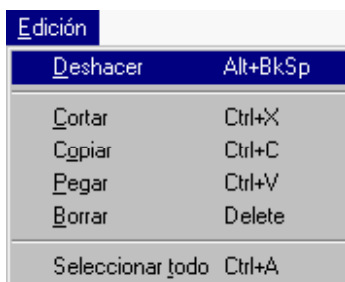 Edición
Deshacer Alt+BkSp
Cortar Ctrl+X
Copiar Ctrl+C
Pegar Ctrl+V
Borrar Delete
Seleccionar todo Ctrl+A